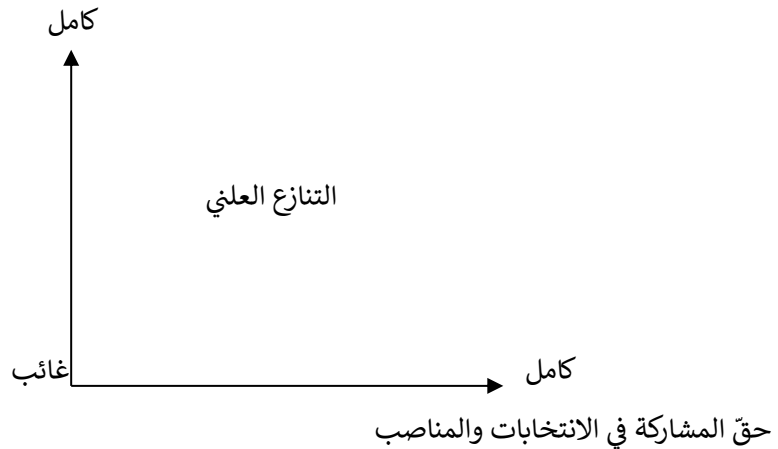 كامل
التنازع العلني
غائب
كامل
حقّ المشاركة في الانتخابات والمناصب